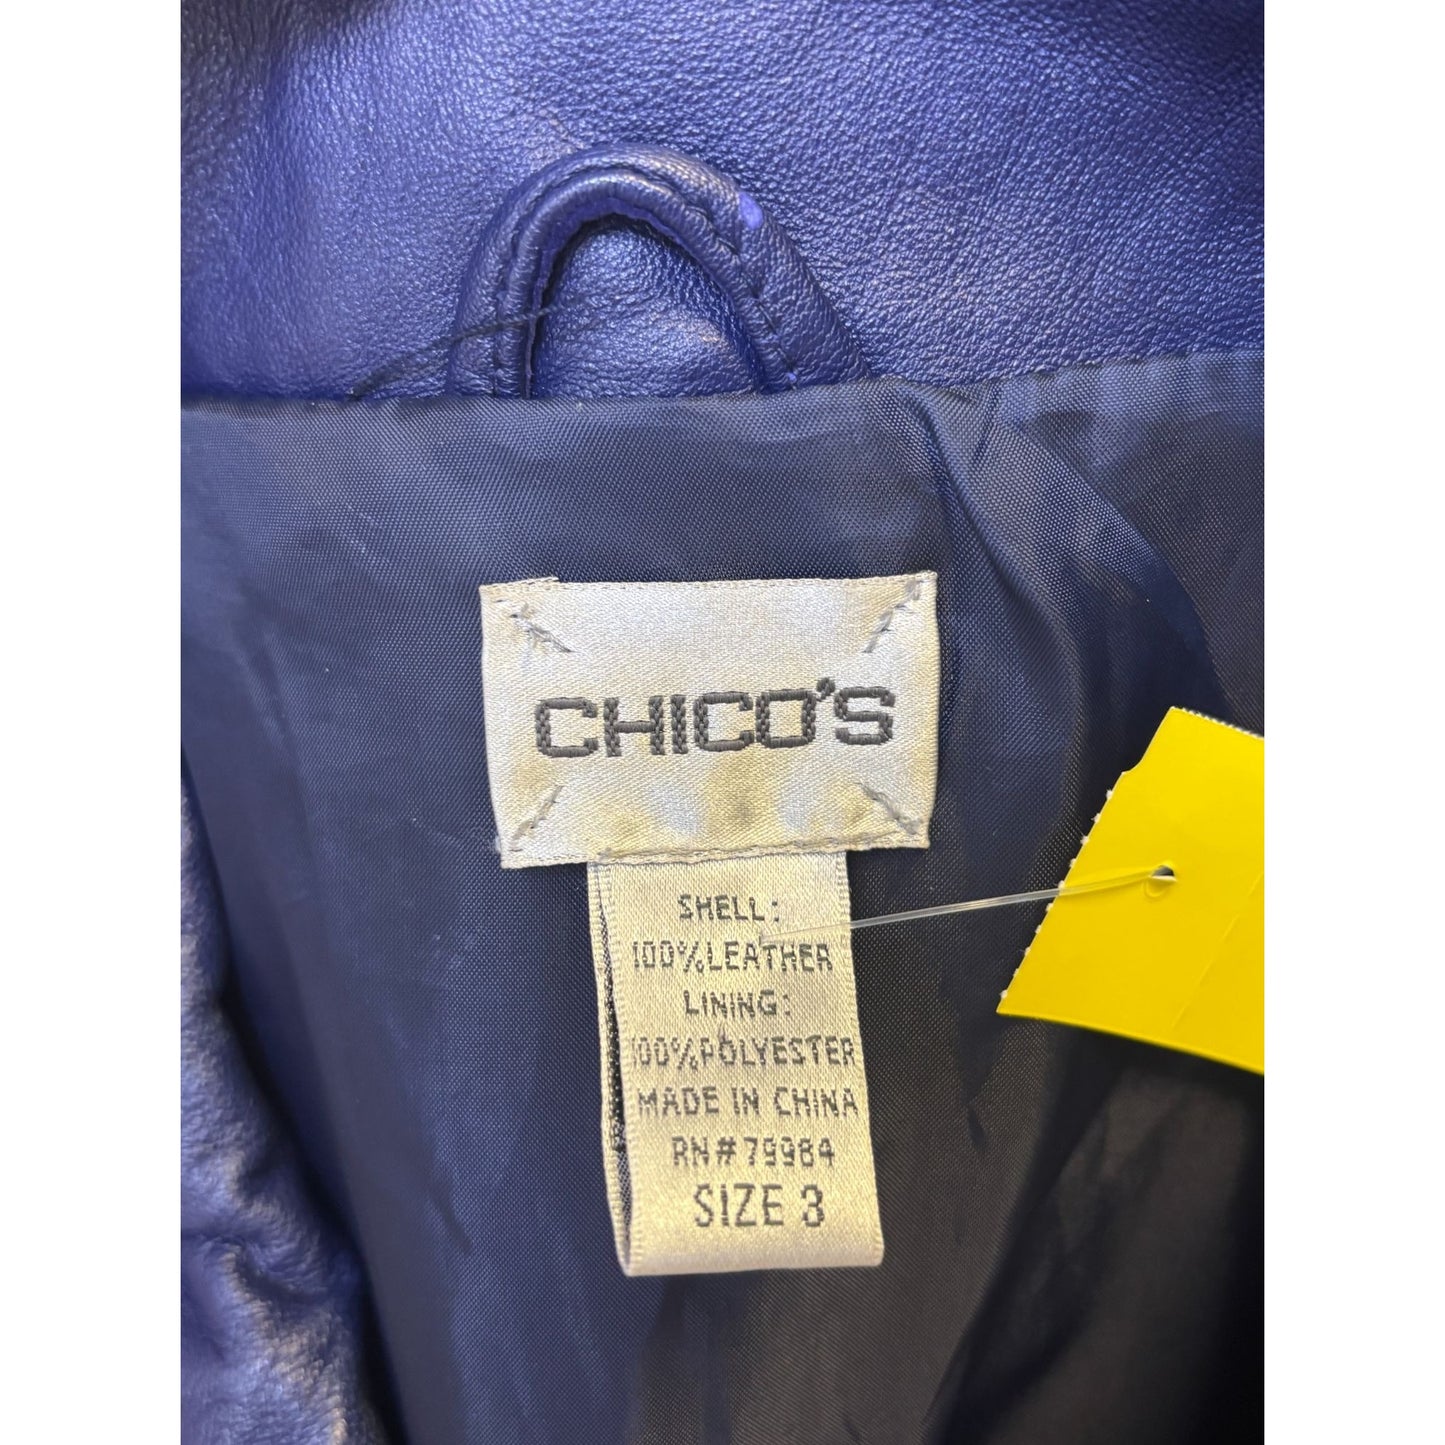 CHICO'S
SHELL:
100%LEATHER
LINING:
100%POLYESTER
MADE IN CHINA
RN#79984
SIZE 3